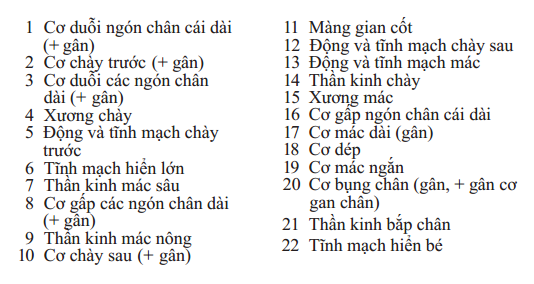 1 Cơ duỗi ngón chân cái dài
(+ gân)
2 Cơ chày trước (+ gân)
3 Cơ duỗi các ngón chân
dài (+ gân)
4 Xương chày
5 Động và tĩnh mạch chày
trước
6 Tĩnh mạch hiển lớn
7 Thần kinh mác sâu
8 Cơ gấp các ngón chân dài
(+ gân)
9 Thần kinh mác nông
10 Cơ chày sau (+ gân)
11 Màng gian cốt
12 Động và tĩnh mạch chày sau
13 Động và tĩnh mạch mác
14 Thần kinh chày
15 Xương mác
16 Cơ gấp ngón chân cái dài
17 Cơ mác dài (gân)
18 Cơ dép
19 Cơ mác ngắn
20 Cơ bụng chân (gân, + gân cơ
gan chân)
21 Thần kinh bắp chân
22 Tĩnh mạch hiển bé